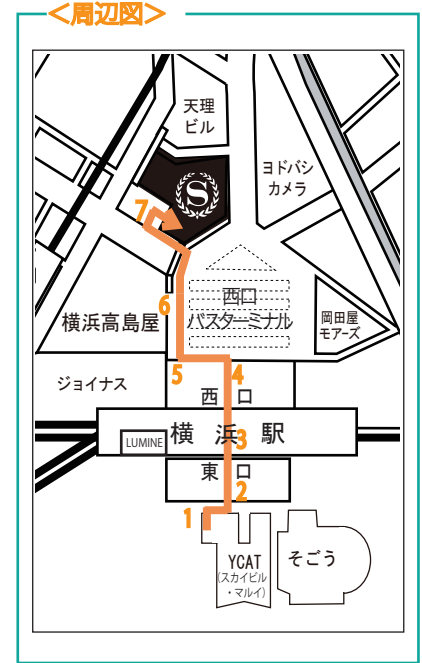 <周辺図>
天理
ビル
S
ヨドバシ
カメラ
7
6
西口
バスターミナル
横浜高島屋
岡田屋
モアーズ
5
4
ジョイナス
西 口
LUMINE
横 浜 駅
3
東 口
2
1
YCAT
(スカイビル
・マルイ)
そごう